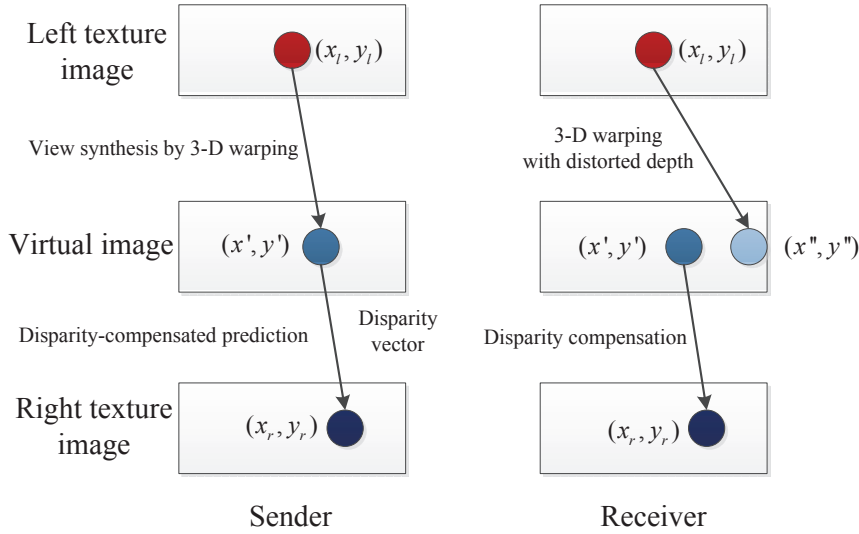 Left texture
image
(x_l, y_l)
(x_l, y_l)
View synthesis by 3-D warping
3-D warping
with distorted depth
Virtual image
(x', y')
(x', y')
(x'', y'')
Disparity-compensated prediction
Disparity
vector
Disparity compensation
Right texture
image
(x_r, y_r)
(x_r, y_r)
Sender
Receiver